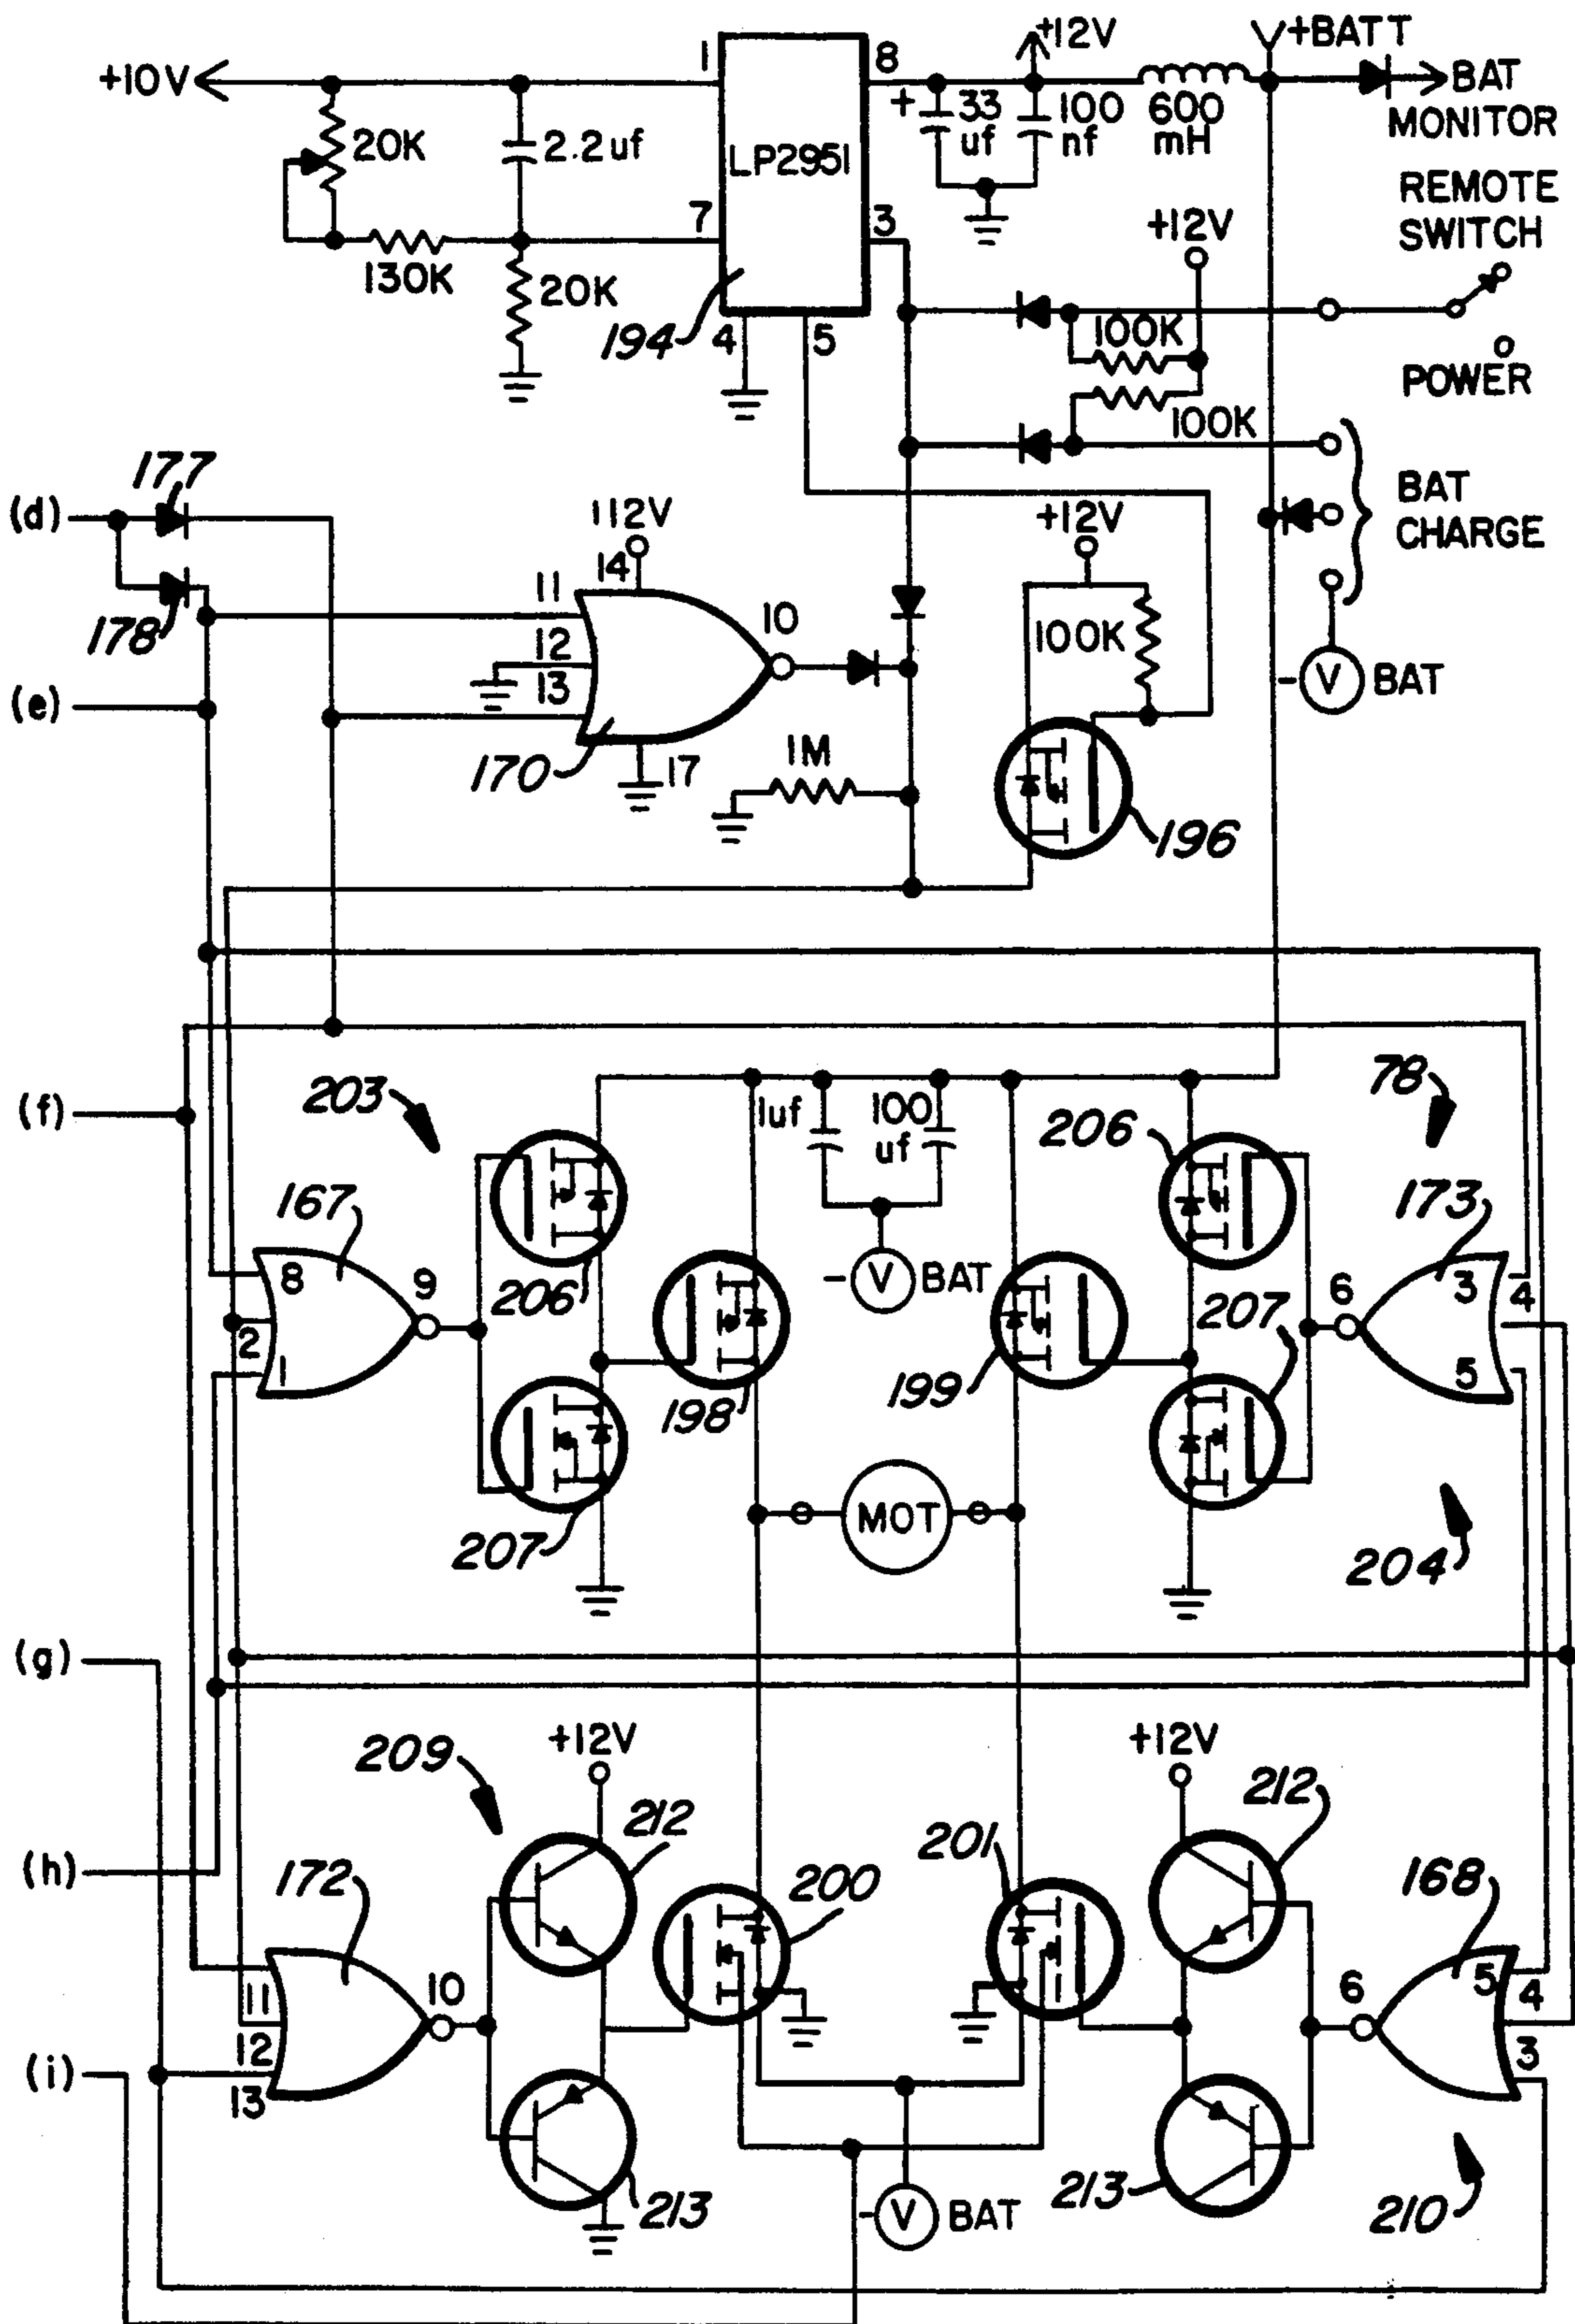 1
8
+12V
+BATT
+10V
BAT
MONITOR
20K
2.2uf
LP2951
+
33
uf
100
nf
600
mH
REMOTE
SWITCH
7
3
+12V
130K
20K
194
4
5
100K
POWER
100K
177
(d)
112V
+12V
BAT
CHARGE
14
11
10
178
12
100K
13
(e)
-V BAT
170
17
1M
196
203
78
(f)
1uf
100
uf
206
167
173
8
9
206
-V BAT
6
3
4
2
207
1
198
199
5
MOT
207
204
(g)
209
+12V
+12V
212
212
201
(h)
172
200
168
11
10
6
5
4
12
3
(i)
13
213
-V BAT
213
210